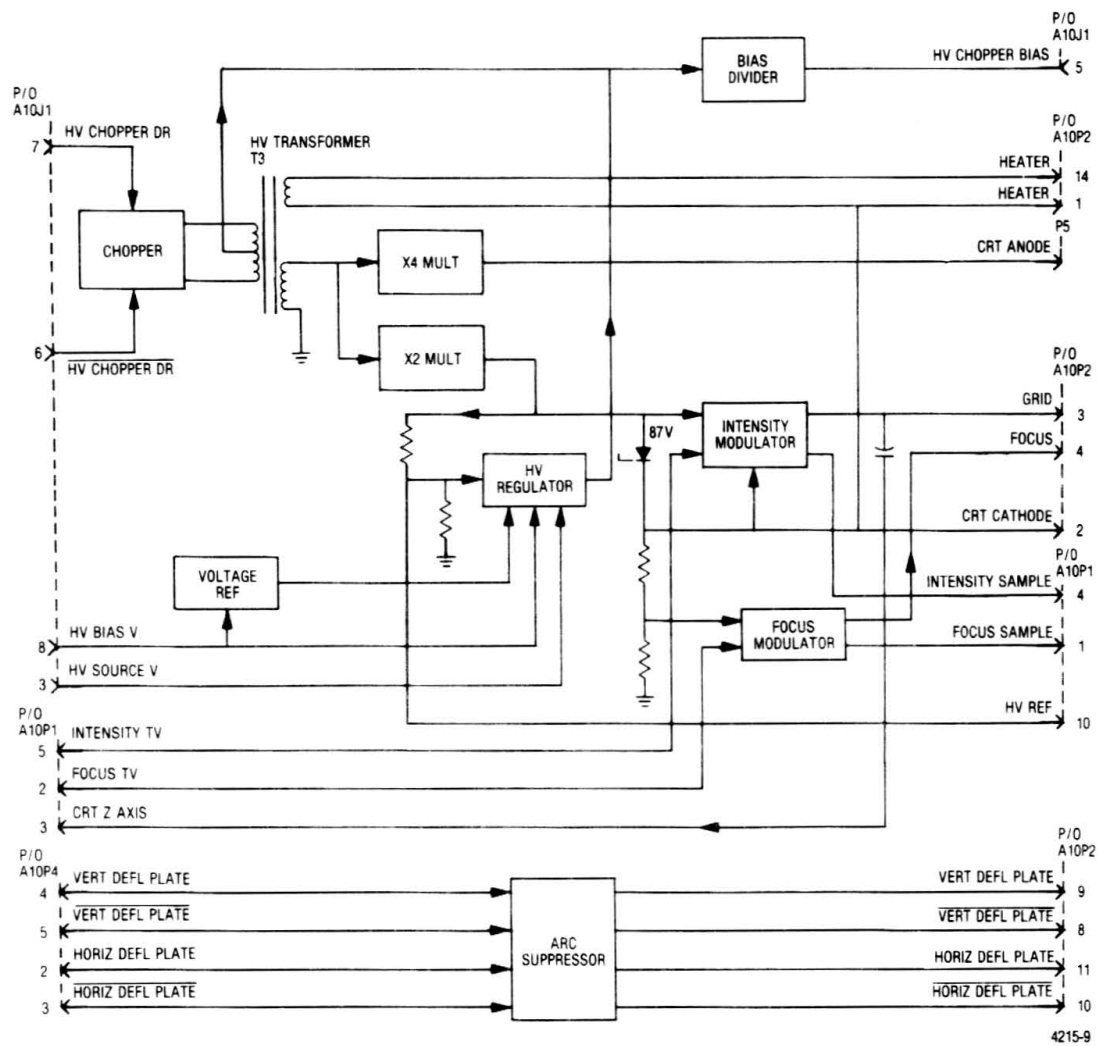 P/O
A10J1
BIAS
DIVIDER
HV CHOPPER BIAS
5
P/O
A10J1
7
HV CHOPPER DR
HV TRANSFORMER
T3
P/O
A10P2
HEATER
14
HEATER
1
P5
CHOPPER
X4 MULT
CRT ANODE
6
HV CHOPPER DR
X2 MULT
P/O
A10P2
GRID
3
87V
INTENSITY
MODULATOR
FOCUS
4
HV
REGULATOR
CRT CATHODE
2
P/O
A10P1
VOLTAGE
REF
INTENSITY SAMPLE
4
8
HV BIAS V
FOCUS
MODULATOR
FOCUS SAMPLE
1
3
HV SOURCE V
HV REF
10
P/O
A10P1
5
INTENSITY TV
2
FOCUS TV
3
CRT Z AXIS
P/O
A10P4
P/O
A10P2
4
VERT DEFL PLATE
VERT DEFL PLATE
9
5
VERT DEFL PLATE
VERT DEFL PLATE
8
ARC
SUPPRESSOR
2
HORIZ DEFL PLATE
HORIZ DEFL PLATE
11
3
HORIZ DEFL PLATE
HORIZ DEFL PLATE
10
4215-9